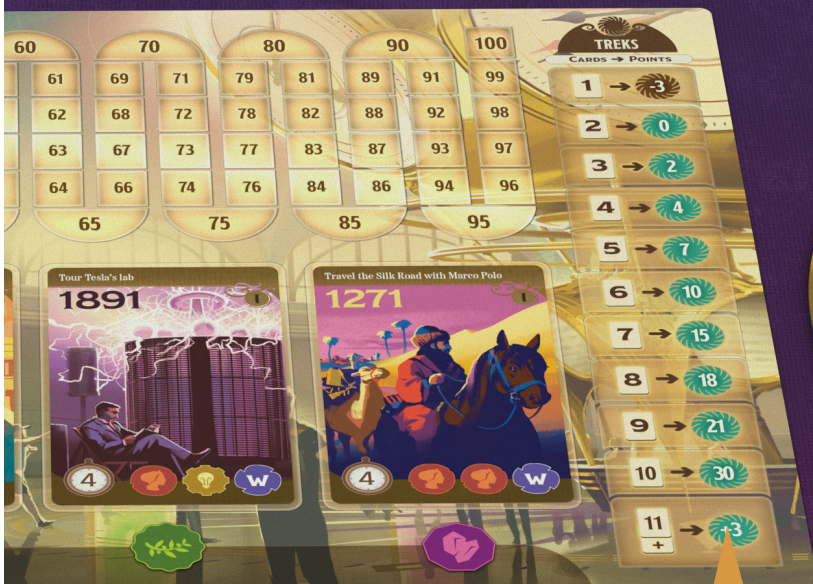 60 70 80 90 100
61 69 71 79 81 89 91 99
62 68 72 78 82 88 92 98
63 67 73 77 83 87 93 97
64 66 74 76 84 86 94 96
65 75 85 95
TREKS
CARDS → POINTS
1 → -3
2 → 0
3 → 2
4 → 4
5 → 7
6 → 10
7 → 15
8 → 18
9 → 21
10 → 30
11+ → +3
Tour Tesla's lab
1891
I
4
W
Travel the Silk Road with Marco Polo
1271
I
4
W